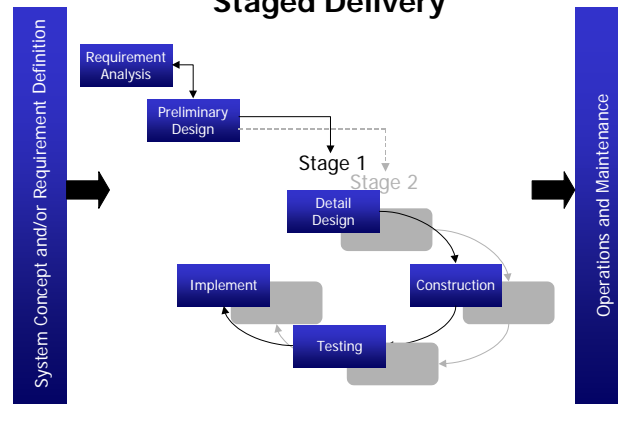 Staged Delivery
System Concept and/or Requirement Definition
Requirement
Analysis
Preliminary
Design
Stage 1
Stage 2
Detail
Design
Construction
Testing
Implement
Operations and Maintenance